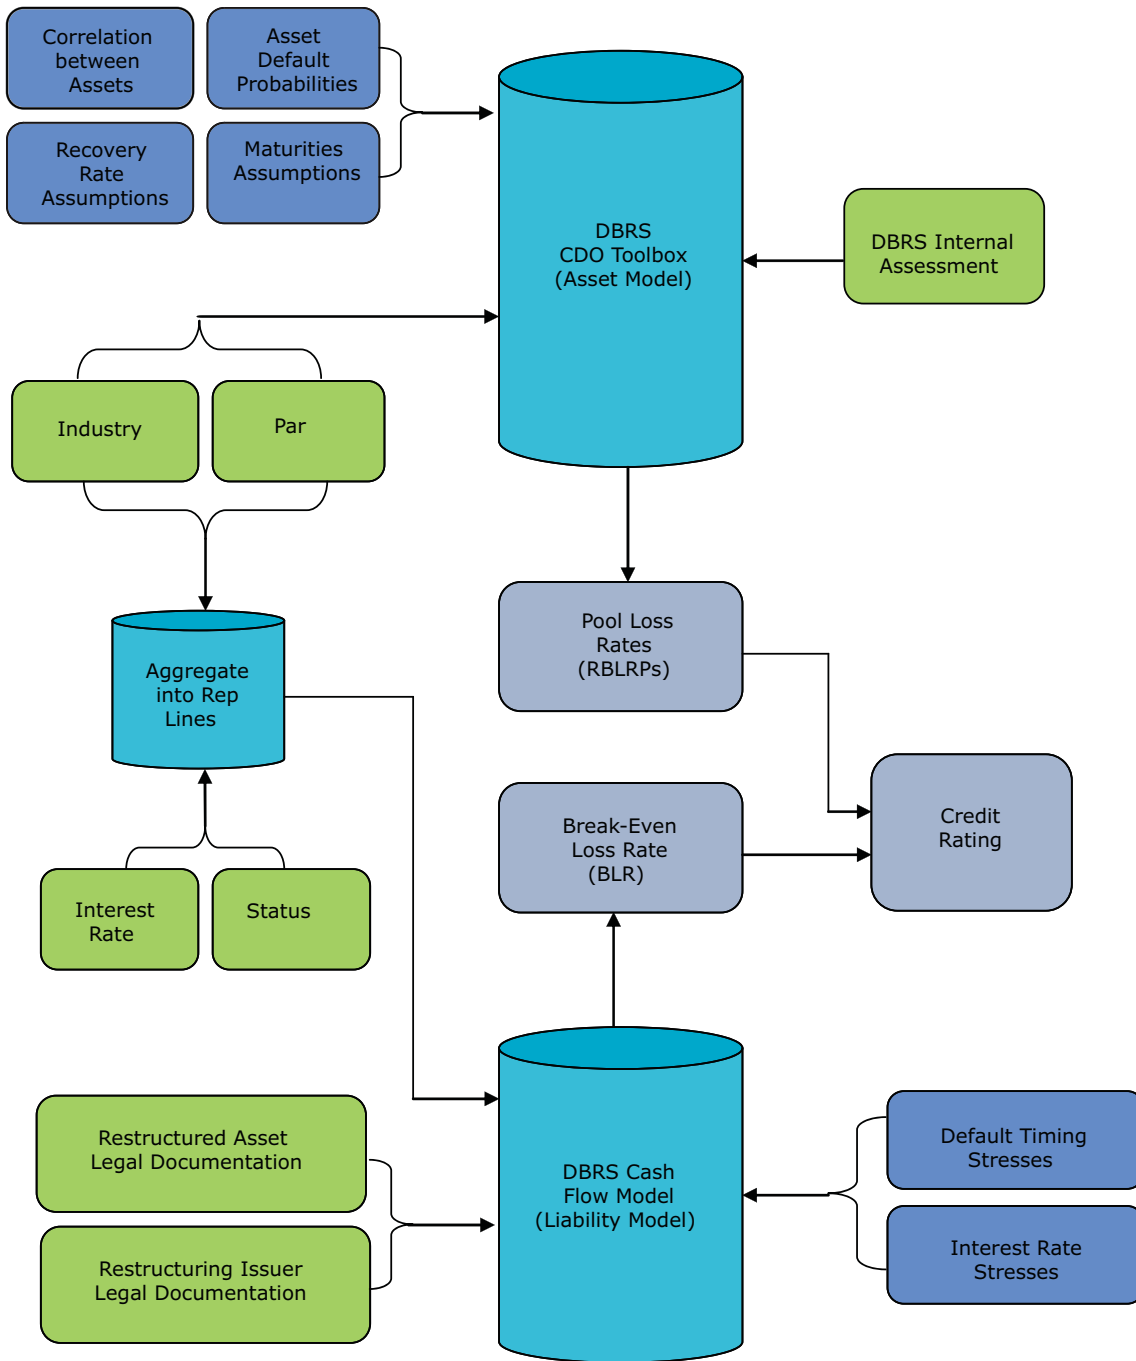 Correlation
between
Assets
Asset
Default
Probabilities
Recovery
Rate
Assumptions
Maturities
Assumptions
DBRS
CDO Toolbox
(Asset Model)
DBRS Internal
Assessment
Industry
Par
Pool Loss
Rates
(RBLRPs)
Aggregate
into Rep
Lines
Break-Even
Loss Rate
(BLR)
Credit
Rating
Interest
Rate
Status
Restructured Asset
Legal Documentation
DBRS Cash
Flow Model
(Liability Model)
Default Timing
Stresses
Restructuring Issuer
Legal Documentation
Interest Rate
Stresses